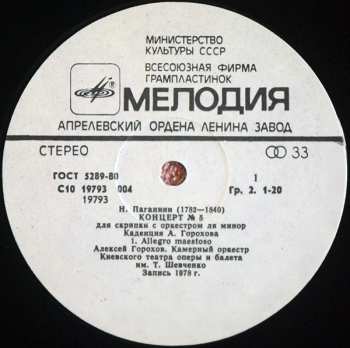 МИНИСТЕРСТВО
КУЛЬТУРЫ СССР
ВСЕСОЮЗНАЯ ФИРМА
ГРАМПЛАСТИНОК
МЕЛОДИЯ
АПРЕЛЕВСКИЙ ОРДЕНА ЛЕНИНА ЗАВОД
СТЕРЕО 33
ГОСТ 5289-80 1
С10 19793 004 Гр. 2. 1-20
19793
Н. Паганини (1782—1840)
КОНЦЕРТ № 5
для скрипки с оркестром ля минор
Каденция А. Горохова
1. Allegro maestoso
Алексей Горохов. Камерный оркестр
Киевского театра оперы и балета
им. Т. Шевченко
Запись 1978 г.